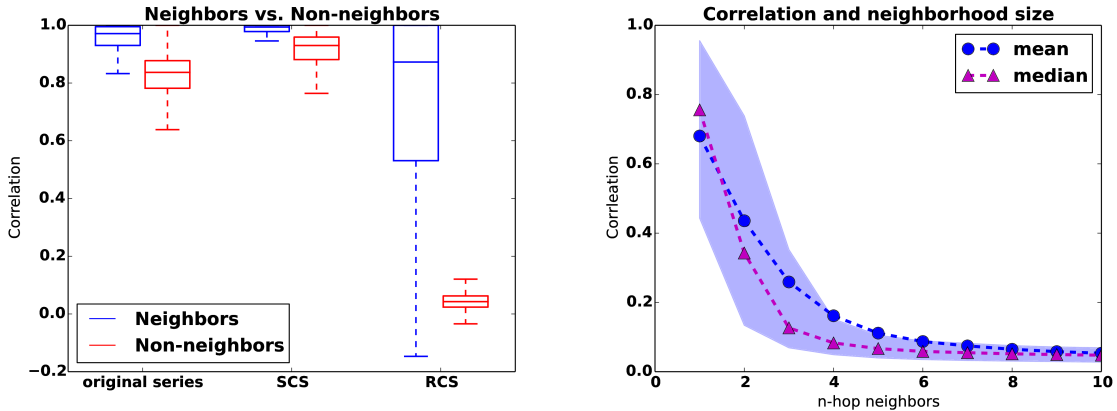 Neighbors vs. Non-neighbors
Correlation
1.0
0.8
0.6
0.4
0.2
0.0
−0.2
Neighbors
Non-neighbors
original series
SCS
RCS
Correlation and neighborhood size
Corrleation
1.0
0.8
0.6
0.4
0.2
0.0
mean
median
0
2
4
6
8
10
n-hop neighbors